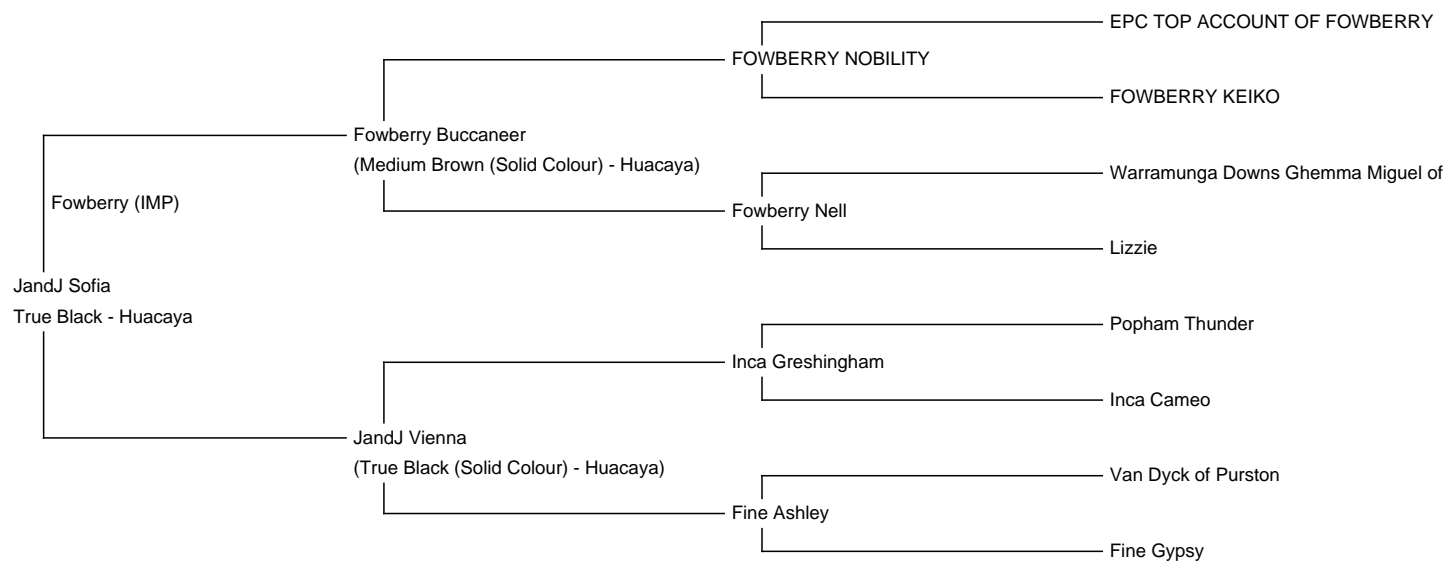 EPC TOP ACCOUNT OF FOWBERRY
FOWBERRY NOBILITY
FOWBERRY KEIKO
Fowberry Buccaneer
(Medium Brown (Solid Colour) - Huacaya)
Warramunga Downs Ghemma Miguel of
Fowberry (IMP)
Fowberry Nell
Lizzie
JandJ Sofia
True Black - Huacaya
Popham Thunder
Inca Greshingham
Inca Cameo
JandJ Vienna
(True Black (Solid Colour) - Huacaya)
Van Dyck of Purston
Fine Ashley
Fine Gypsy